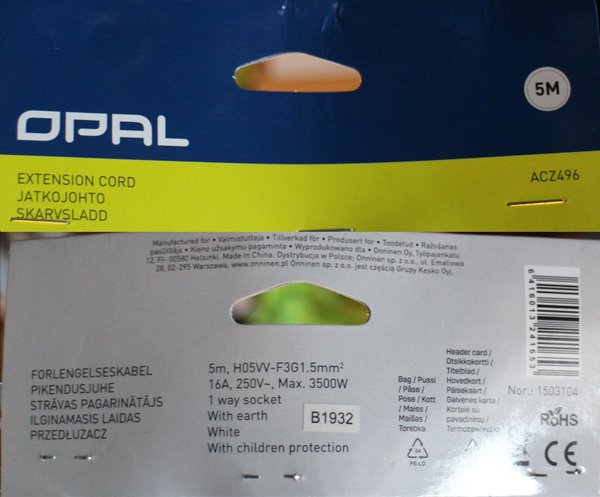 5M
OPAL
EXTENSION CORD
JATKOJOHTO
SKARVSLADD
ACZ496
Manufactured for • Valmistuttaja • Tillverkad för • Produsert for • Toodetud • Ražošanas
pasūtītājs • Kieno užsakymu pagaminta • Wyprodukowano dla • Onninen Oy, Työpajankatu
12, FI- 00580 Helsinki. Made in China. Dystrybucja w Polsce; Onninen sp. z o.o., ul. Emaliowa
28, 02-295 Warszawa, www.onninen.pl Onninen sp. z o.o. jest częścią Grupy Kesko Oyj.
6416013241653
FORLENGELSESKABEL
PIKENDUSJUHE
STRĀVAS PAGARINĀTĀJS
ILGINAMASIS LAIDAS
PRZEDŁUŻACZ
5m, H05VV-F3G1.5mm²
16A, 250V~, Max. 3500W
1 way socket
With earth
White
With children protection
B1932
Bag / Pussi
/ Påse /
Pose / Kott
/ Maiss /
Maišas /
Torebka
Header card /
Otsikkokortti /
Titelblad /
Hovedkort /
Päisekaart /
Galvenes karte /
Kortelė su
pavadinimu /
Nor.: 1503104
RoHS
04
PE-LD
CE